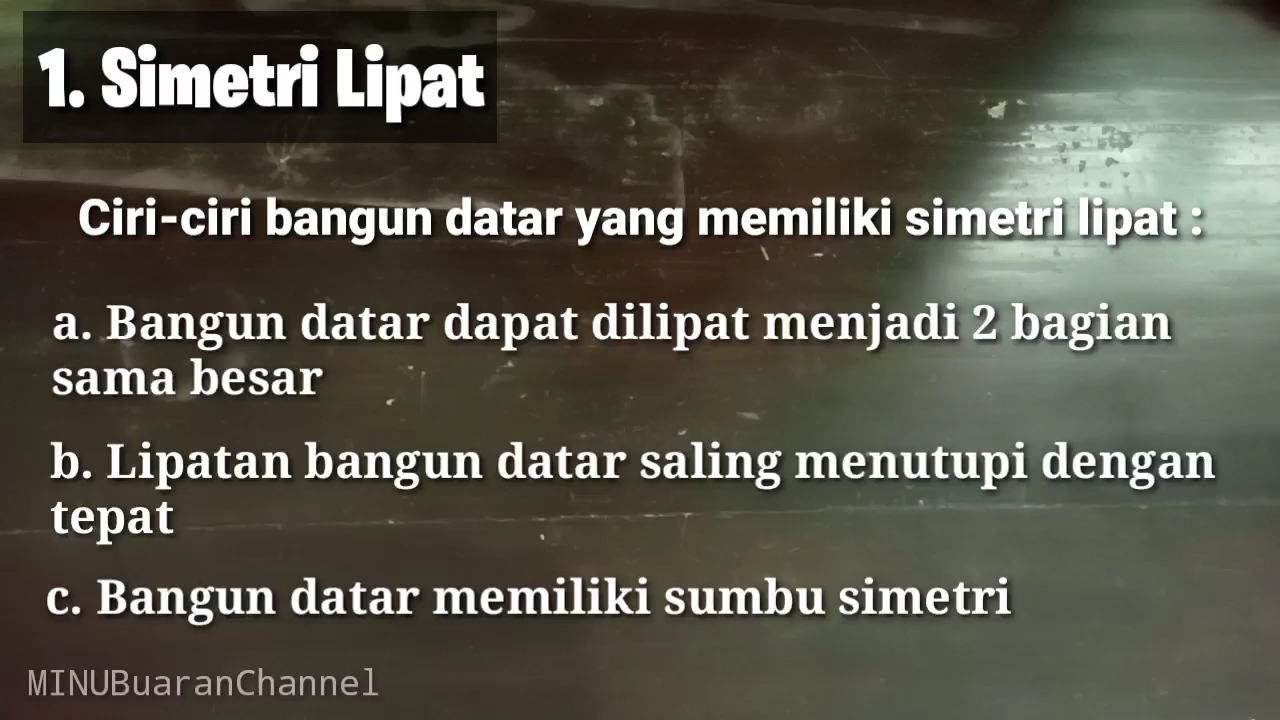 1. Simetri Lipat
Ciri-ciri bangun datar yang memiliki simetri lipat :
a. Bangun datar dapat dilipat menjadi 2 bagian
sama besar
b. Lipatan bangun datar saling menutupi dengan
tepat
c. Bangun datar memiliki sumbu simetri
MINUBuaranChannel